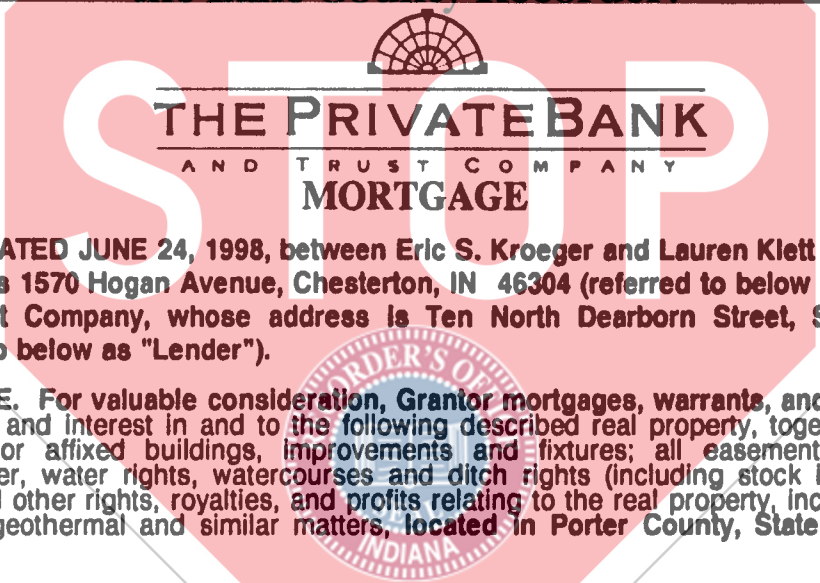 STOP
THE PRIVATEBANK
AND TRUST COMPANY
MORTGAGE
ATED JUNE 24, 1998, between Eric S. Kroeger and Lauren Klett
s 1570 Hogan Avenue, Chesterton, IN 46304 (referred to below
t Company, whose address is Ten North Dearborn Street, S
o below as "Lender").
E. For valuable consideration, Grantor mortgages, warrants, and
and interest in and to the following described real property, toge
or affixed buildings, improvements and fixtures; all easement
er, water rights, watercourses and ditch rights (including stock i
other rights, royalties, and profits relating to the real property, inc
geothermal and similar matters, located in Porter County, State
RECORDER'S OFFICE
SEAL
INDIANA